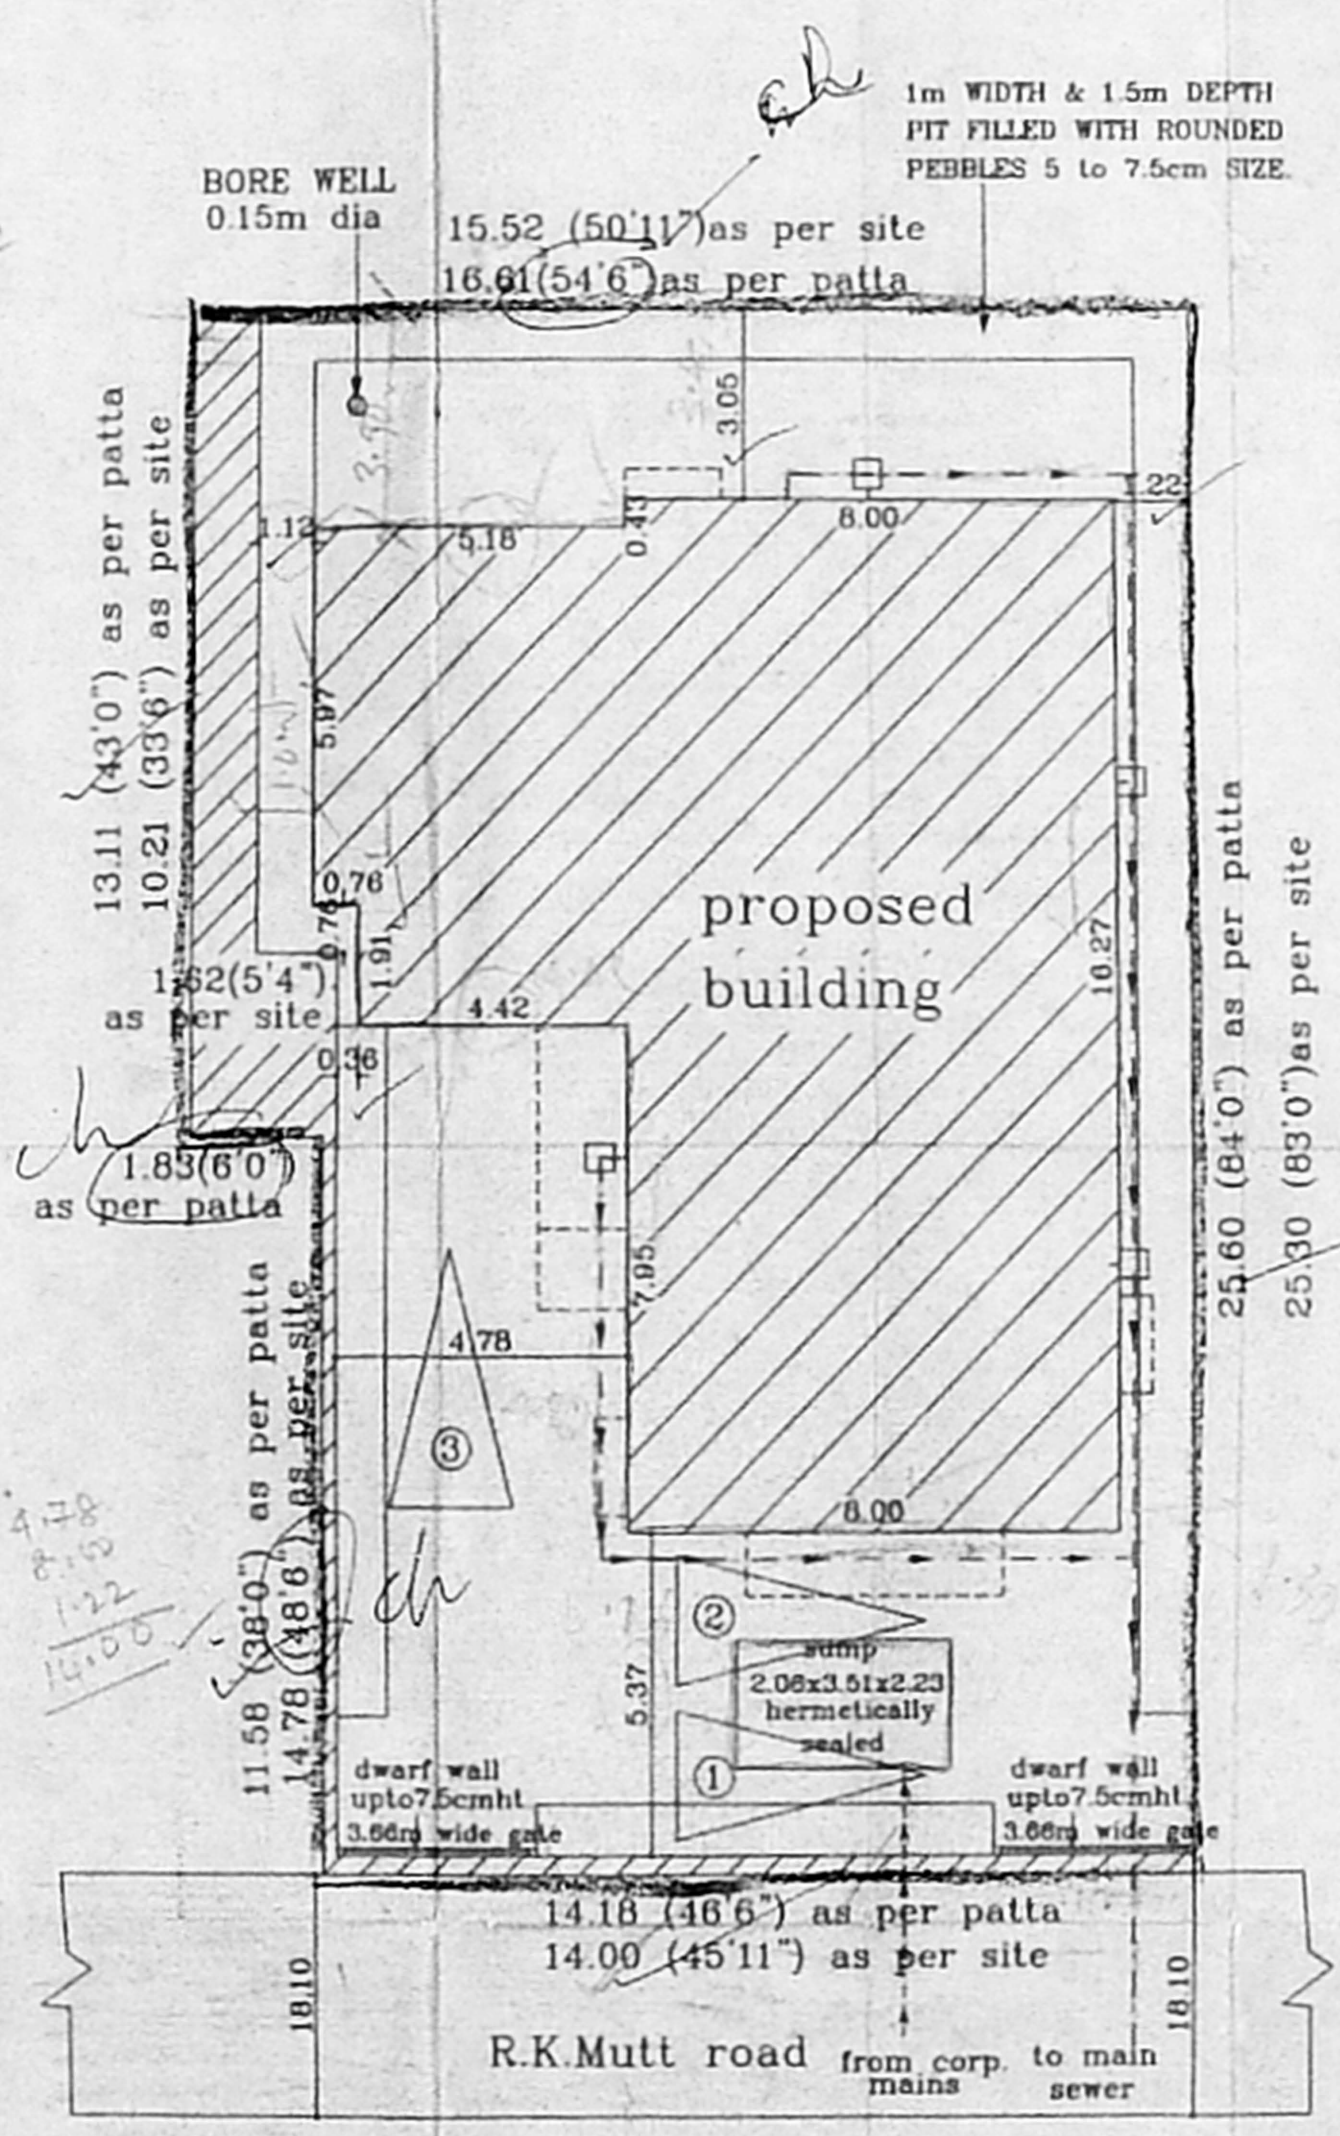 1m WIDTH & 1.5m DEPTH
PIT FILLED WITH ROUNDED
PEBBLES 5 to 7.5cm SIZE.
BORE WELL
0.15m dia
15.52 (50'11")as per site
16.61(54'6")as per patta
3.05
1.22
1.12
5.18
0.43
8.00
13.11 (43'0") as per patta
10.21 (33'6") as per site
5.97
0.76
0.76
1.91
proposed
building
16.27
1.62(5'4")
as per site
4.42
0.36
25.60 (84'0") as per patta
25.30 (83'0")as per site
1.83(6'0")
as per patta
7.95
4.78
11.58 (38'0") as per patta
14.78 (48'6") as per site
3
8.00
4.78
8.00
1.22
14.00
2
sump
2.06x3.51x2.23
hermetically
sealed
5.37
1
dwarf wall
upto7.5cmht
3.66m wide gate
dwarf wall
upto7.5cmht
3.66m wide gate
14.18 (46'6") as per patta
14.00 (45'11") as per site
18.10
18.10
R.K.Mutt road
from corp.
mains
to main
sewer